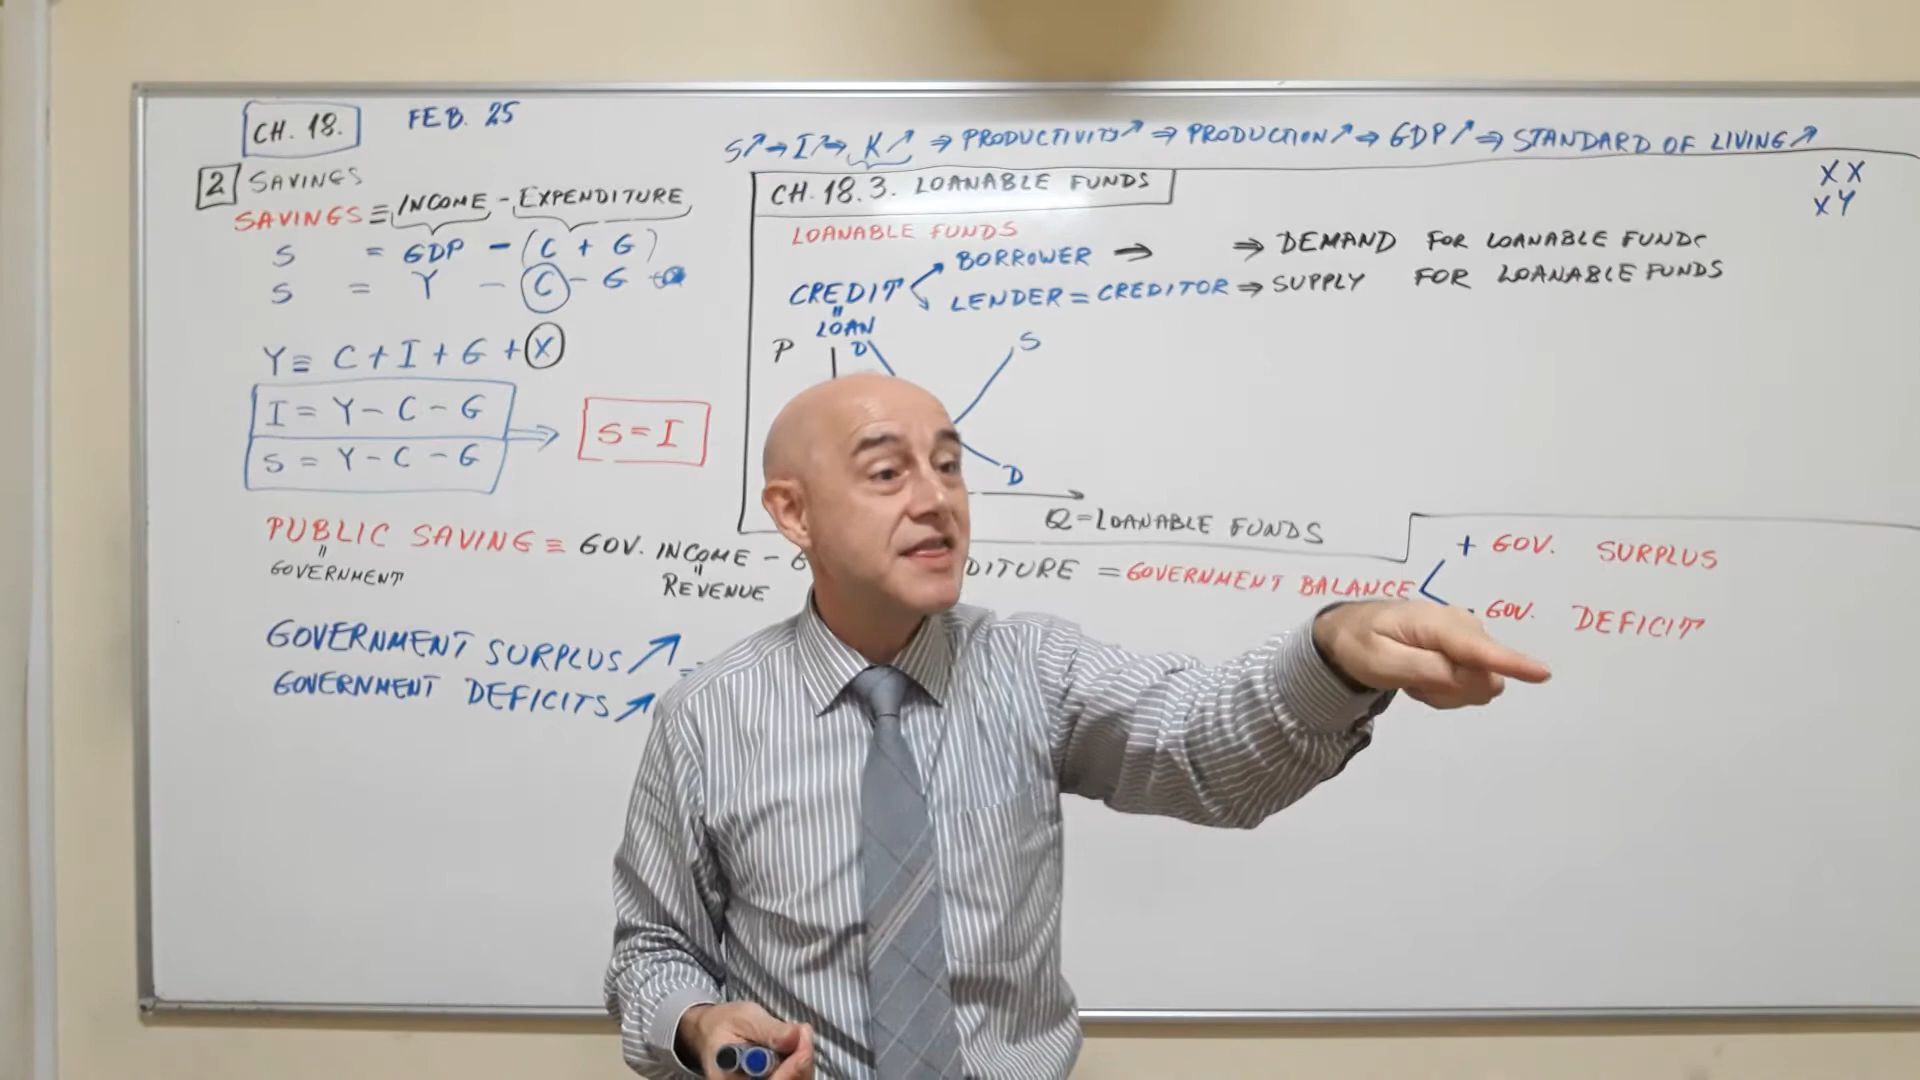 CH. 18.
FEB. 25
S↗ ⇒ I↗ ⇒ K↗ ⇒ PRODUCTIVITY↗ ⇒ PRODUCTION↗ ⇒ GDP↗ ⇒ STANDARD OF LIVING↗
XX
XY
2 SAVINGS
SAVINGS ≡ INCOME - EXPENDITURE
S = GDP - (C + G)
S = Y - C - G
Y ≡ C + I + G + X
I = Y - C - G
S = Y - C - G
⇒ S = I
CH. 18.3. LOANABLE FUNDS
LOANABLE FUNDS
BORROWER → ⇒ DEMAND FOR LOANABLE FUNDS
CREDIT
LENDER = CREDITOR ⇒ SUPPLY FOR LOANABLE FUNDS
"
LOAN
P D S
D
Q = LOANABLE FUNDS
PUBLIC SAVING ≡ GOV. INCOME - G DITURE = GOVERNMENT BALANCE
"
GOVERNMENT
"
REVENUE
+ GOV. SURPLUS
- GOV. DEFICIT
GOVERNMENT SURPLUS ↗ =
GOVERNMENT DEFICITS ↗